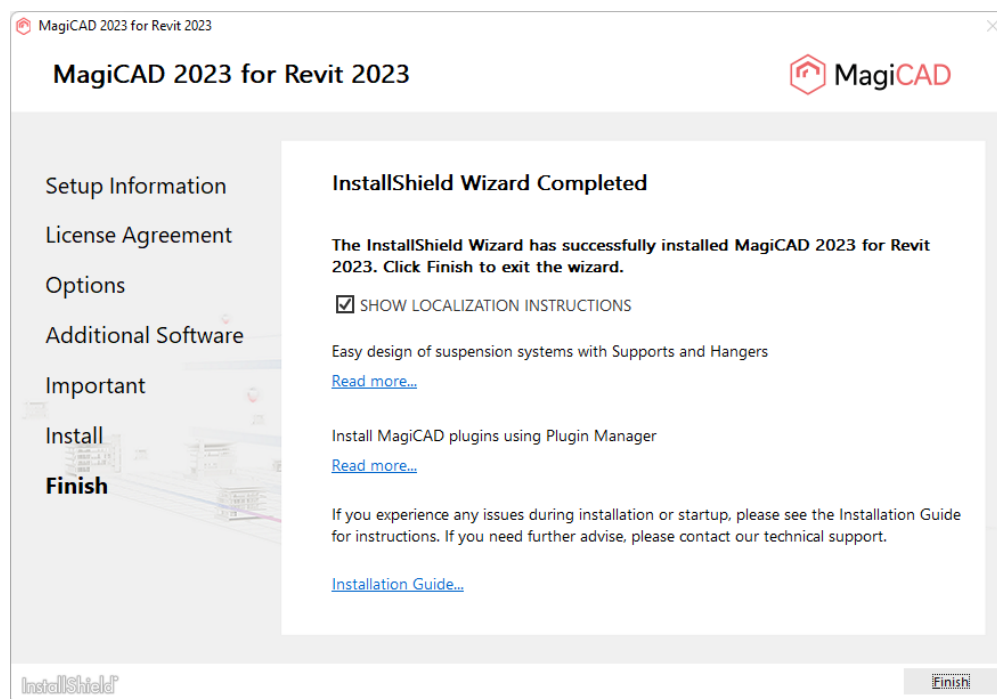 MagiCAD 2023 for Revit 2023
MagiCAD 2023 for Revit 2023
MagiCAD
Setup Information
License Agreement
Options
Additional Software
Important
Install
Finish
InstallShield Wizard Completed
The InstallShield Wizard has successfully installed MagiCAD 2023 for Revit
2023. Click Finish to exit the wizard.
SHOW LOCALIZATION INSTRUCTIONS
Easy design of suspension systems with Supports and Hangers
Read more...
Install MagiCAD plugins using Plugin Manager
Read more...
If you experience any issues during installation or startup, please see the Installation Guide
for instructions. If you need further advise, please contact our technical support.
Installation Guide...
InstallShield
Finish